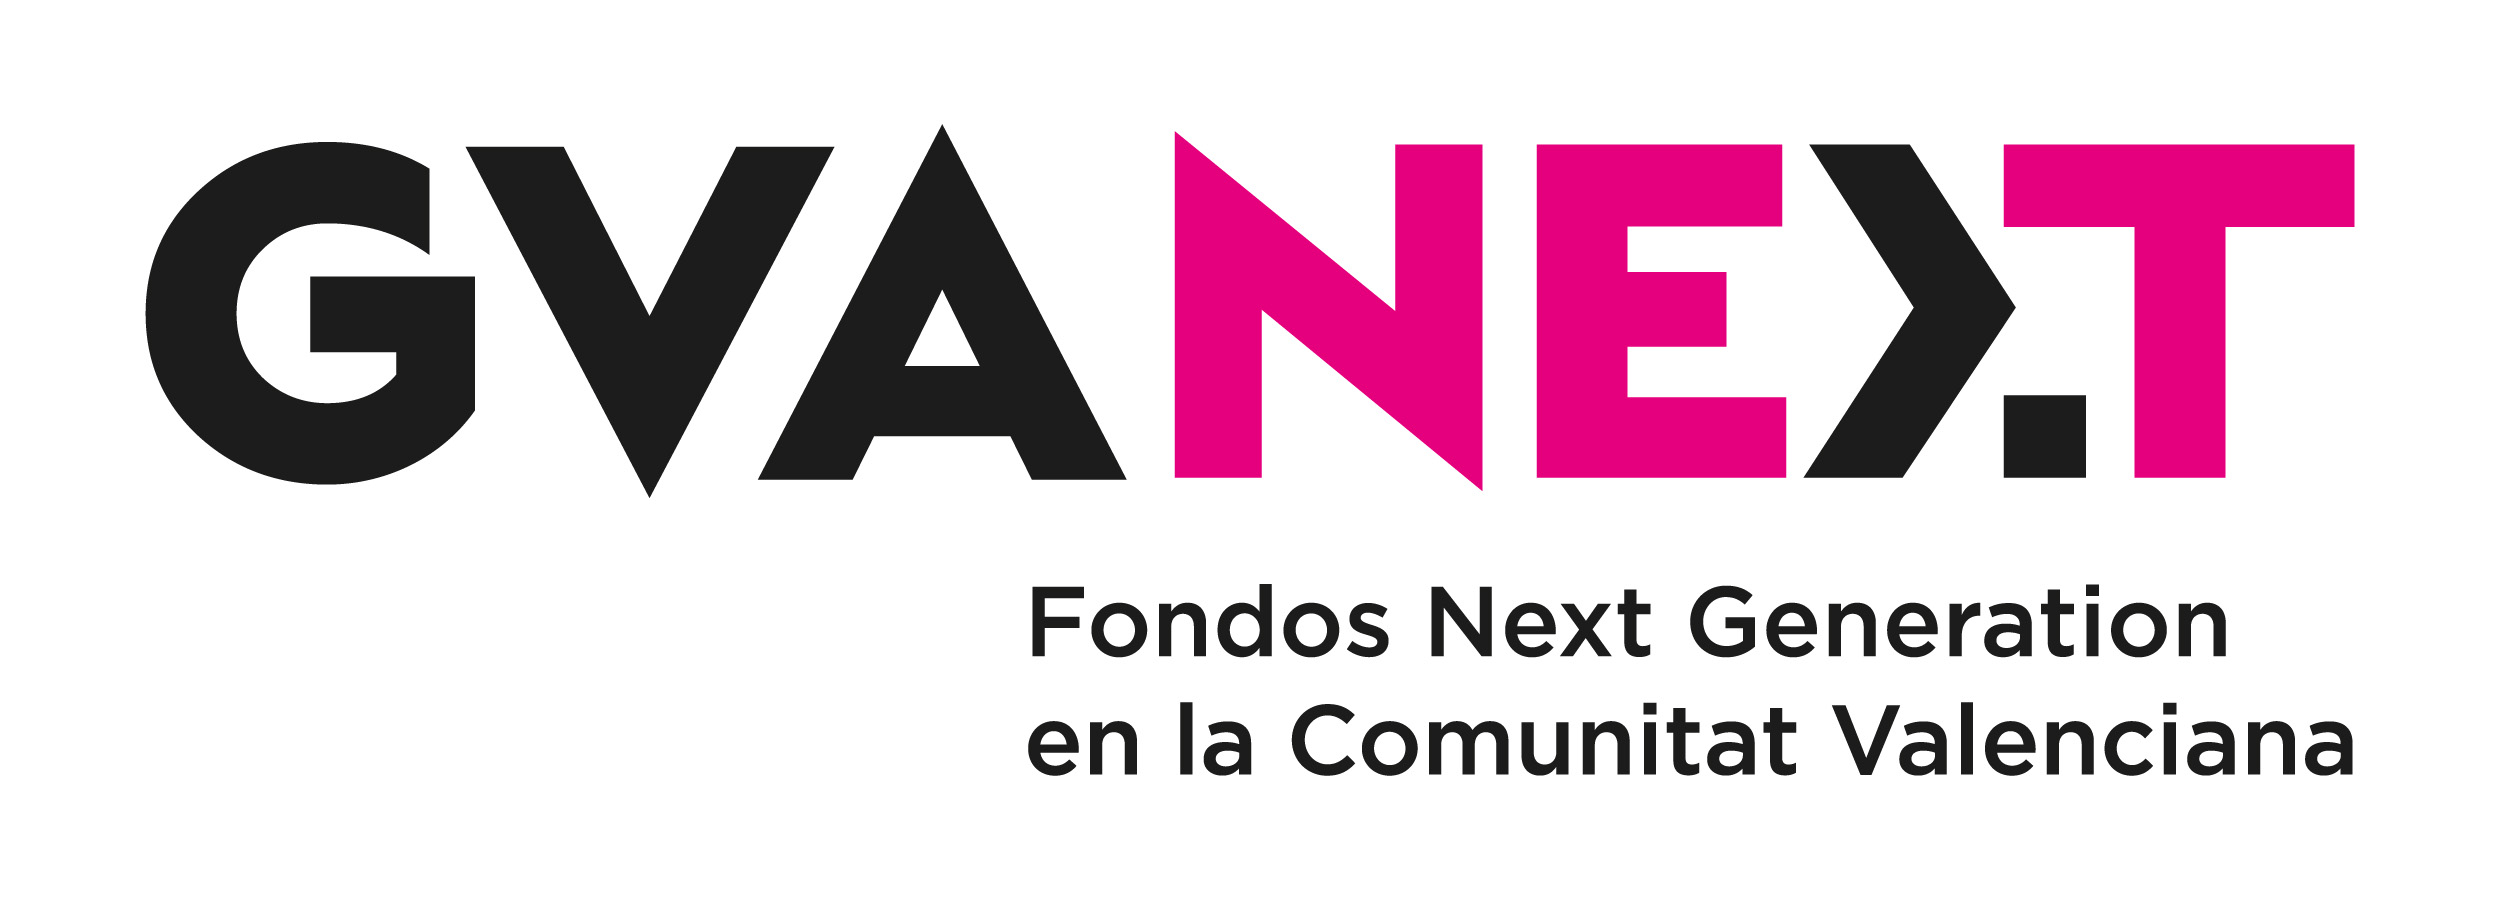 GVANEXT
Fondos Next Generation
en la Comunitat Valenciana